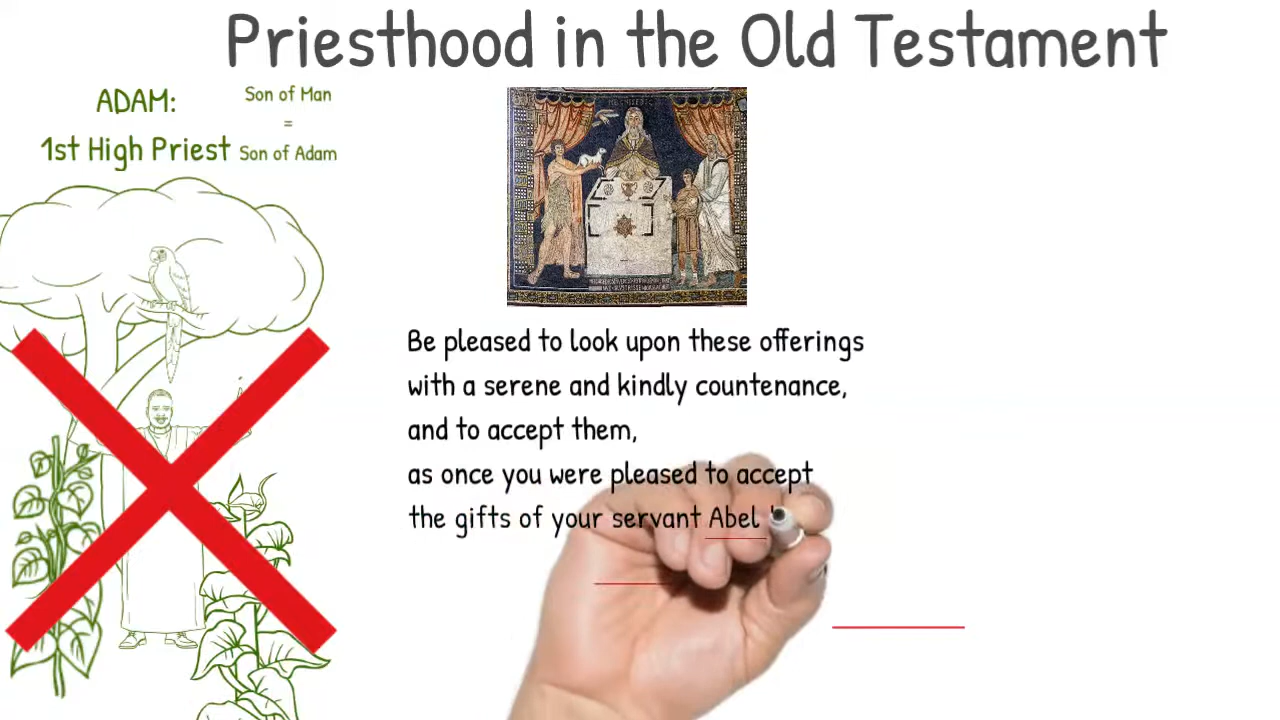 Priesthood in the Old Testament
ADAM:
1st High Priest
Son of Man
=
Son of Adam
Be pleased to look upon these offerings
with a serene and kindly countenance,
and to accept them,
as once you were pleased to accept
the gifts of your servant Abel